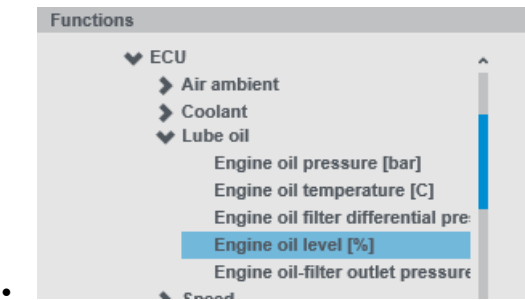 Functions
ECU
Air ambient
Coolant
Lube oil
Engine oil pressure [bar]
Engine oil temperature [C]
Engine oil filter differential pre
Engine oil level [%]
Engine oil-filter outlet pressure
Speed